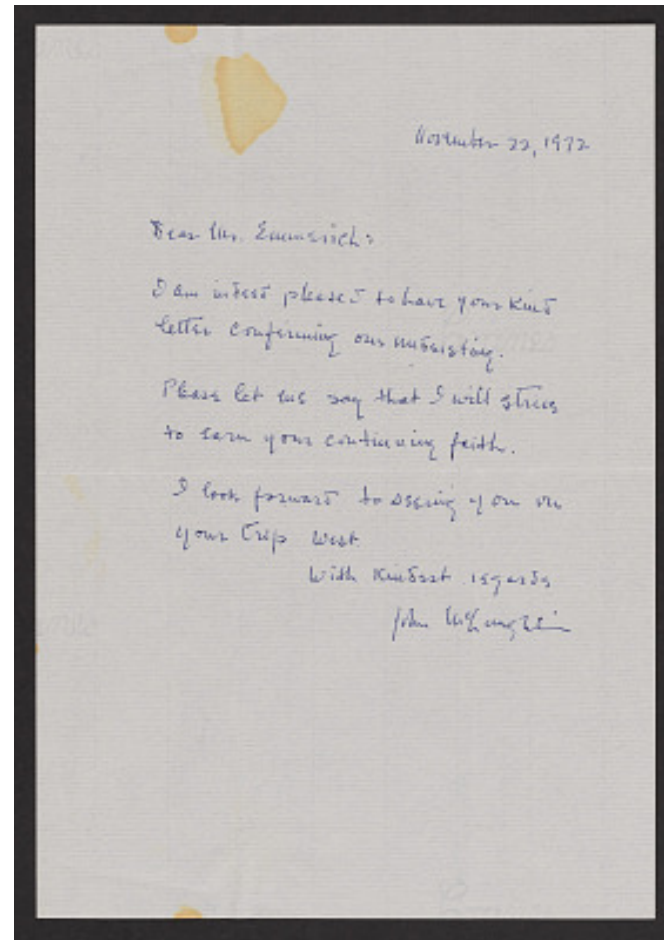 November 22, 1972
Dear Mr. Emmerich:
I am indeed pleased to have your kind
letter confirming our understanding.
Please let me say that I will strive
to earn your continuing faith.
I look forward to seeing you on
your trip west
With kindest regards
John McLaughlin